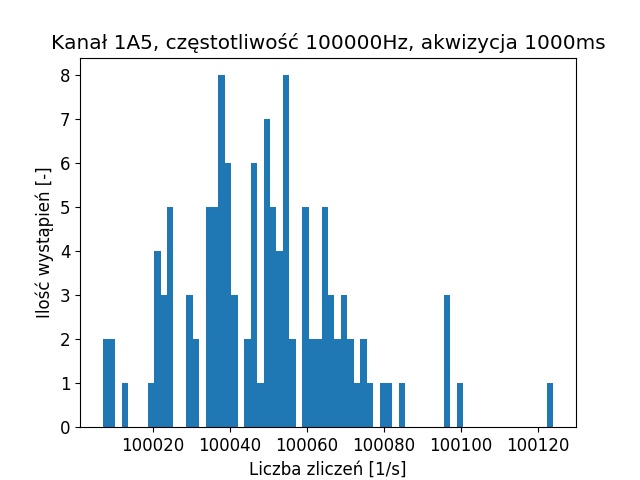 Kanał 1A5, częstotliwość 100000Hz, akwizycja 1000ms
Ilość wystąpień [-]
8
7
6
5
4
3
2
1
0
100020 100040 100060 100080 100100 100120
Liczba zliczeń [1/s]